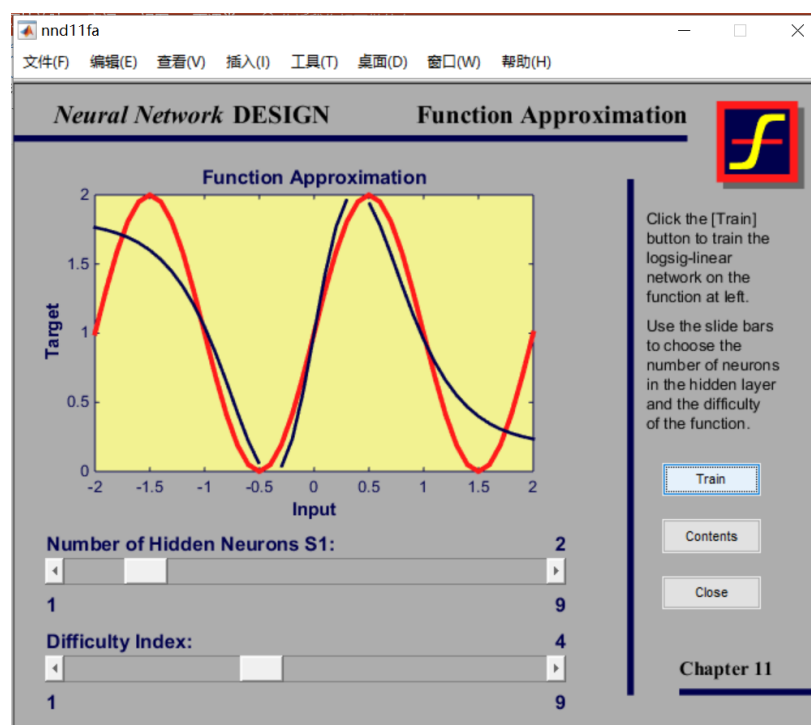 nnd11fa
文件(F) 编辑(E) 查看(V) 插入(I) 工具(T) 桌面(D) 窗口(W) 帮助(H)
Neural Network DESIGN Function Approximation
Function Approximation
2
1.5
1
0.5
0
Target
-2 -1.5 -1 -0.5 0 0.5 1 1.5 2
Input
Click the [Train]
button to train the
logsig-linear
network on the
function at left.
Use the slide bars
to choose the
number of neurons
in the hidden layer
and the difficulty
of the function.
Train
Contents
Close
Number of Hidden Neurons S1: 2
1 9
Difficulty Index: 4
1 9
Chapter 11